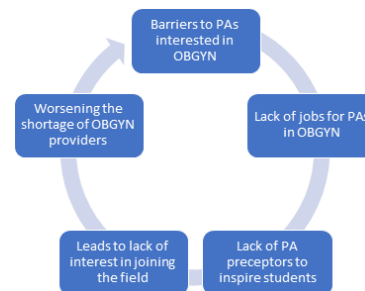 Barriers to PAs
interested in
OBGYN
Lack of jobs for PAs
in OBGYN
Lack of PA
preceptors to
inspire students
Leads to lack of
interest in joining
the field
Worsening the
shortage of OBGYN
providers